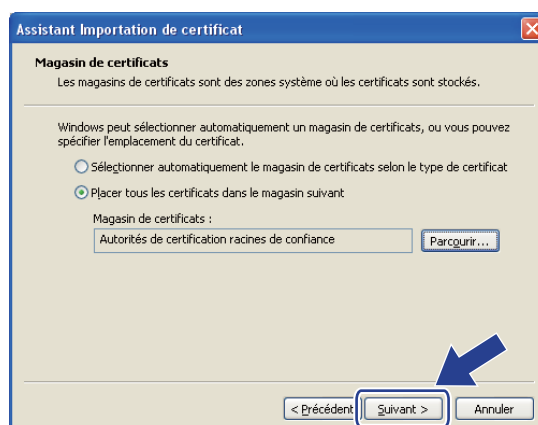 Assistant Importation de certificat
Magasin de certificats
Les magasins de certificats sont des zones système où les certificats sont stockés.
Windows peut sélectionner automatiquement un magasin de certificats, ou vous pouvez
spécifier l'emplacement du certificat.
Sélectionner automatiquement le magasin de certificats selon le type de certificat
Placer tous les certificats dans le magasin suivant
Magasin de certificats :
Autorités de certification racines de confiance
Parcourir...
< Précédent
Suivant >
Annuler